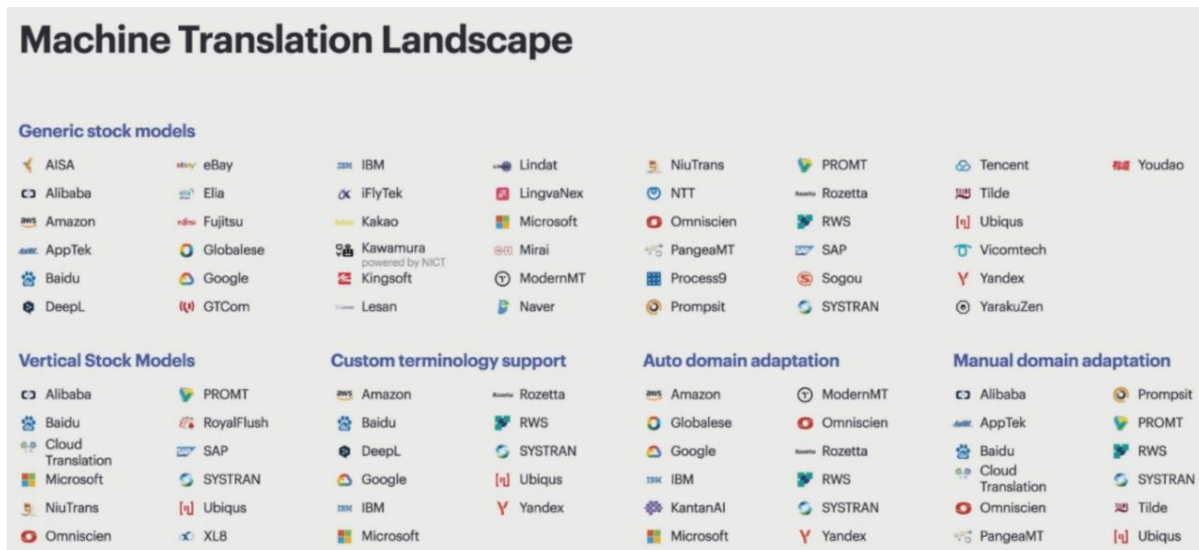 Machine Translation Landscape
Generic stock models
AISA
Alibaba
Amazon
AppTek
Baidu
DeepL
eBay
Elia
Fujitsu
Globalese
Google
GTCom
IBM
iFlyTek
Kakao
Kawamura
powered by NICT
Kingsoft
Lesan
Lindat
LingvaNex
Microsoft
Mirai
ModernMT
Naver
NiuTrans
NTT
Omniscien
PangeaMT
Process9
Prompsit
PROMT
Rozetta
RWS
SAP
Sogou
SYSTRAN
Tencent
Tilde
Ubiqus
Vicomtech
Yandex
YarakuZen
Youdao
Vertical Stock Models
Alibaba
Baidu
Cloud
Translation
Microsoft
NiuTrans
Omniscien
PROMT
RoyalFlush
SAP
SYSTRAN
Ubiqus
XL8
Custom terminology support
Amazon
Baidu
DeepL
Google
IBM
Microsoft
Rozetta
RWS
SYSTRAN
Ubiqus
Yandex
Auto domain adaptation
Amazon
Globalese
Google
IBM
KantanAI
Microsoft
ModernMT
Omniscien
Rozetta
RWS
SYSTRAN
Yandex
Manual domain adaptation
Alibaba
AppTek
Baidu
Cloud
Translation
Omniscien
PangeaMT
Prompsit
PROMT
RWS
SYSTRAN
Tilde
Ubiqus